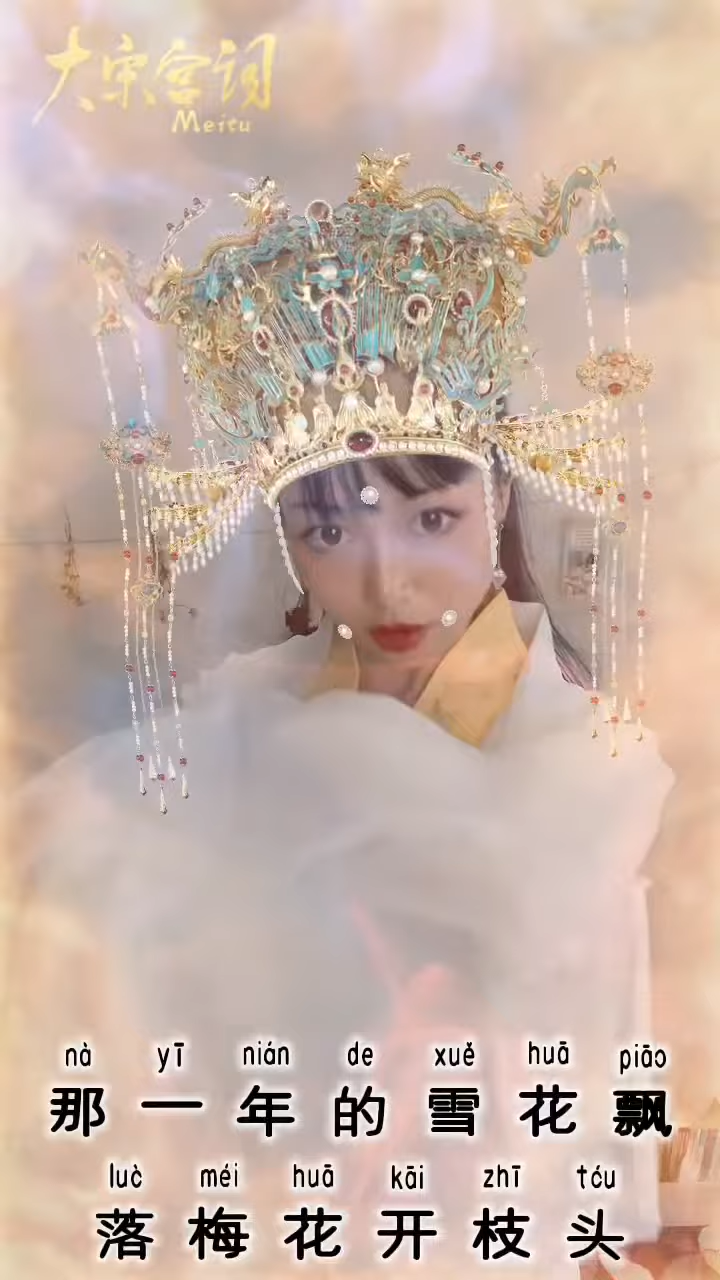 大宋宫词
Meitu
nà yī nián de xuě huā piāo
那一年的雪花飘
luò méi huā kāi zhī tóu
落梅花开枝头